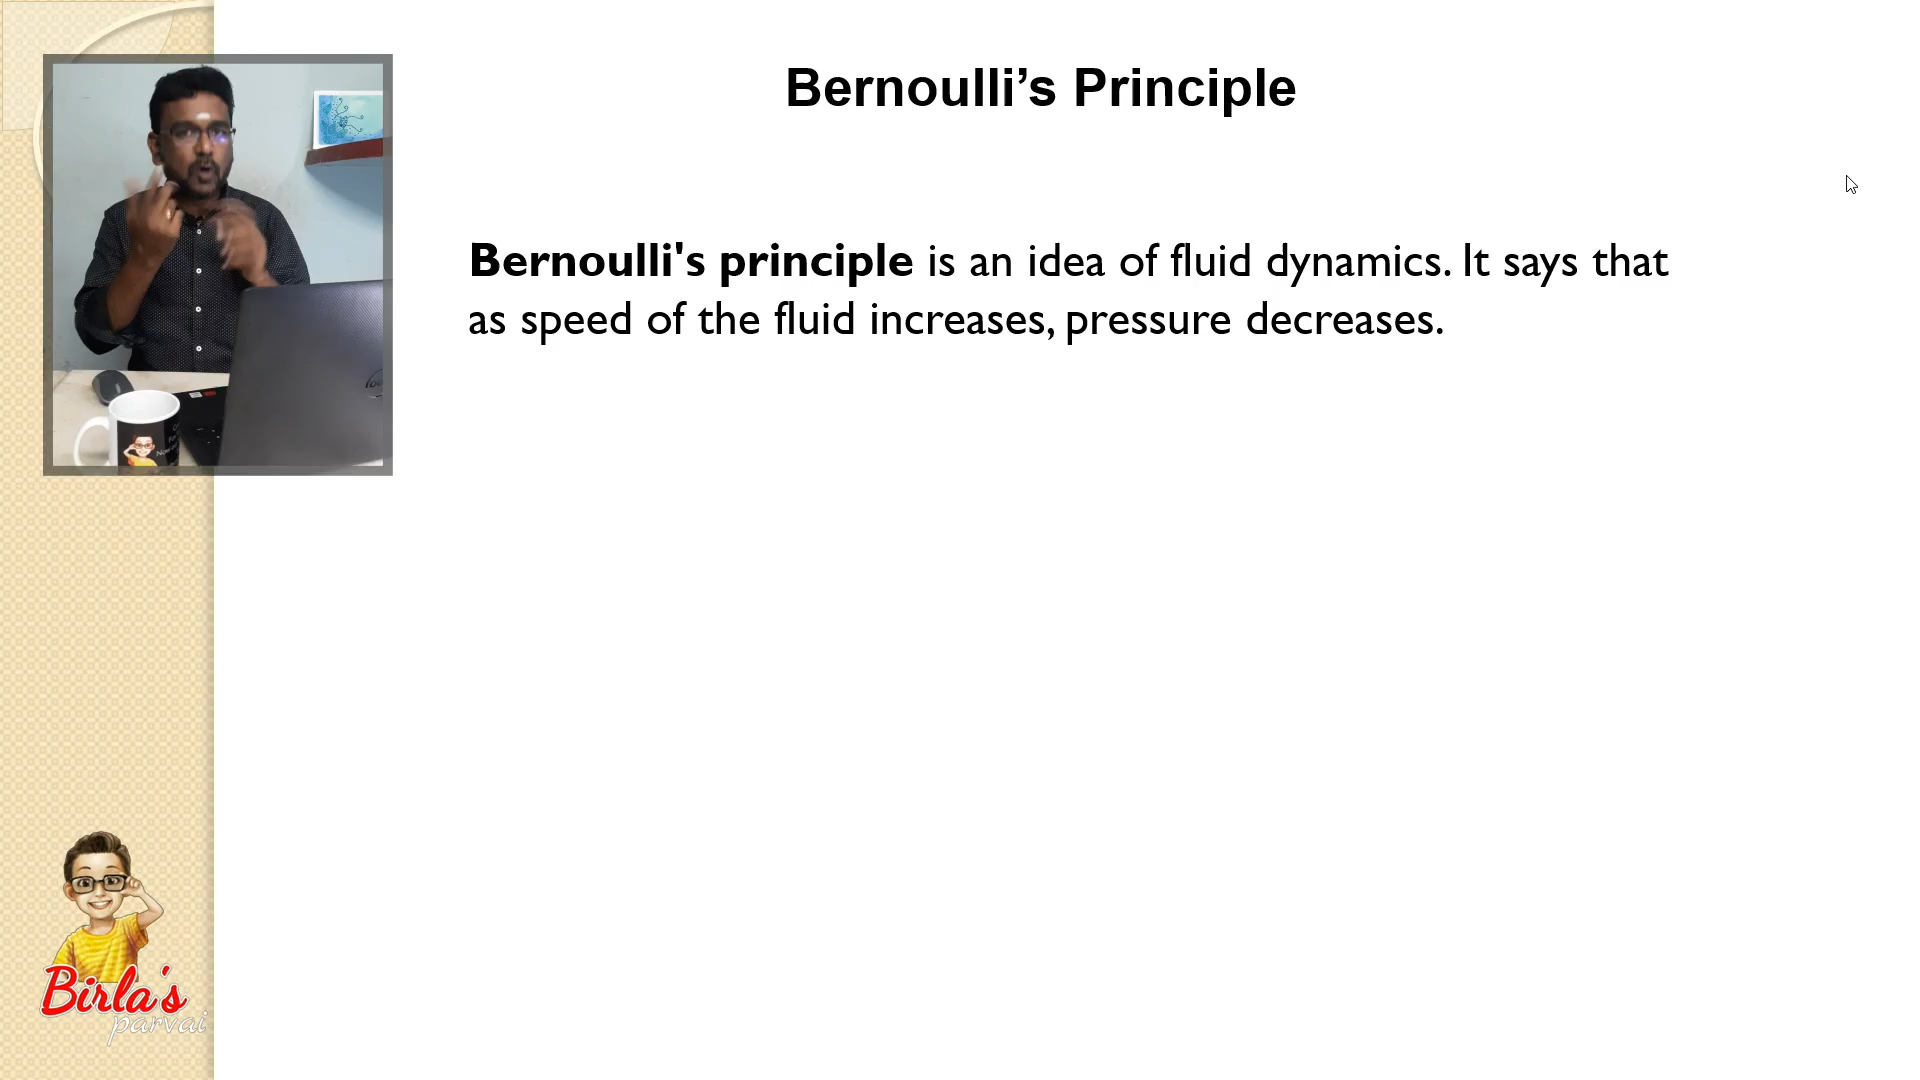 Bernoulli’s Principle
Bernoulli's principle is an idea of fluid dynamics. It says that
as speed of the fluid increases, pressure decreases.
Birla's
parvai